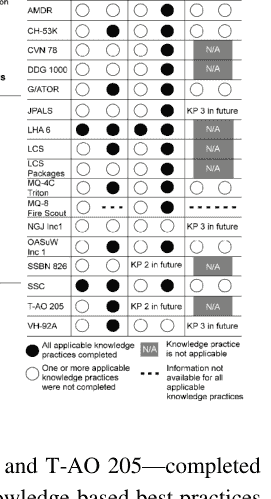 on
AMDR
CH-53K
CVN 78 N/A
DDG 1000 N/A
s
G/ATOR
JPALS KP 3 in future
LHA 6 N/A
LCS N/A
LCS
Packages N/A
MQ-4C
Triton
MQ-8
Fire Scout
NGJ Inc1 KP 3 in future
OASuW
Inc 1
SSBN 826 KP 2 in future N/A
SSC
T-AO 205 KP 2 in future N/A
VH-92A KP 3 in future
All applicable knowledge
practices completed
One or more applicable
knowledge practices
were not completed
N/A Knowledge practice
is not applicable
Information not
available for all
applicable
knowledge practices
and T-AO 205—completed
owledge-based best practices